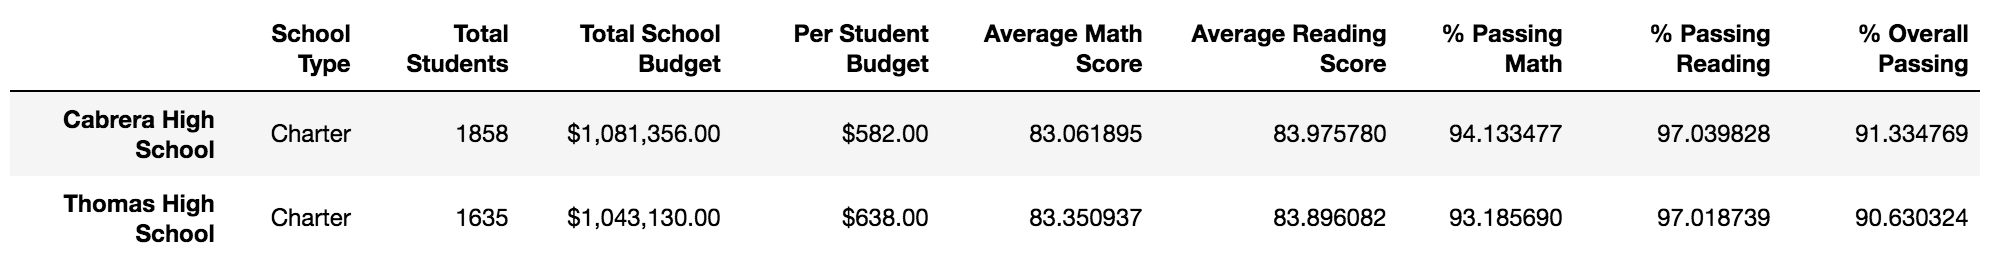 School Total Total School Per Student Average Math Average Reading % Passing % Passing % Overall
Type Students Budget Budget Score Score Math Reading Passing
Cabrera High
School Charter 1858 $1,081,356.00 $582.00 83.061895 83.975780 94.133477 97.039828 91.334769
Thomas High
School Charter 1635 $1,043,130.00 $638.00 83.350937 83.896082 93.185690 97.018739 90.630324